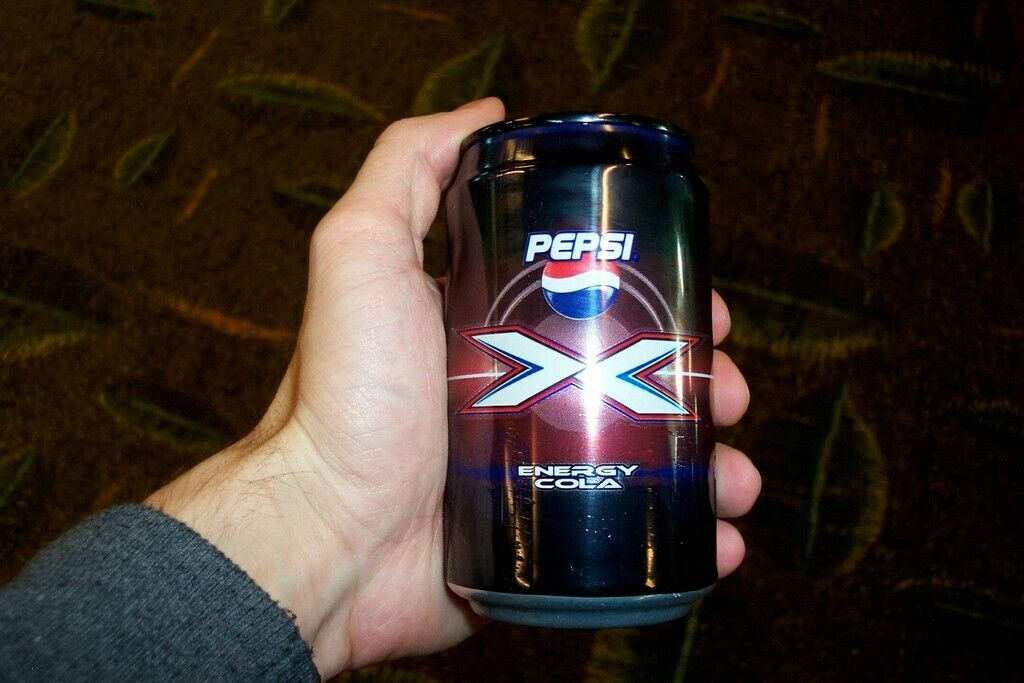 PEPSI
X
ENERGY
COLA